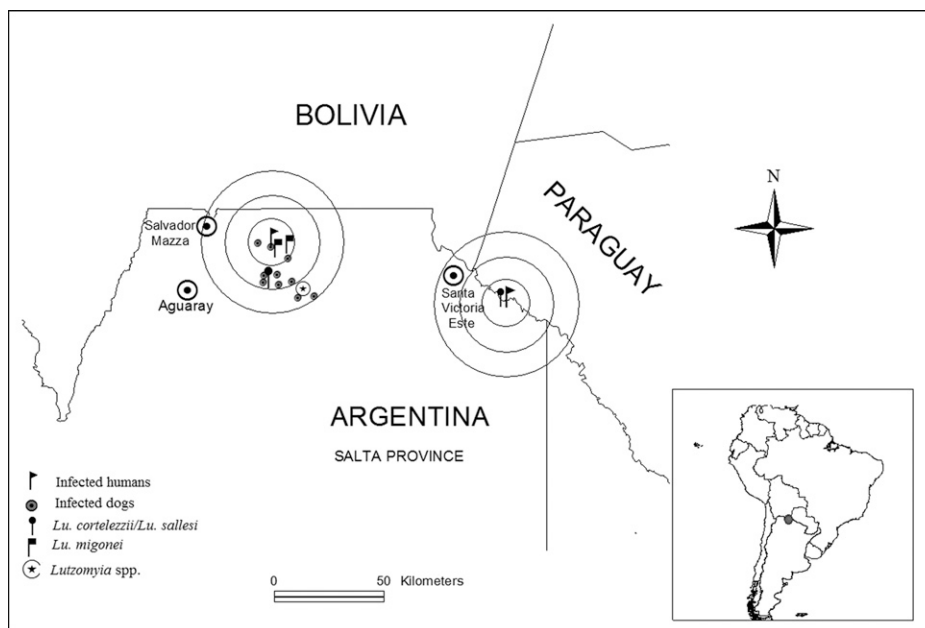 BOLIVIA
PARAGUAY
N
Salvador
Mazza
Aguaray
Santa
Victoria
Este
ARGENTINA
SALTA PROVINCE
Infected humans
Infected dogs
Lu. cortelezzii/Lu. sallesi
Lu. migonei
Lutzomyia spp.
0 50 Kilometers